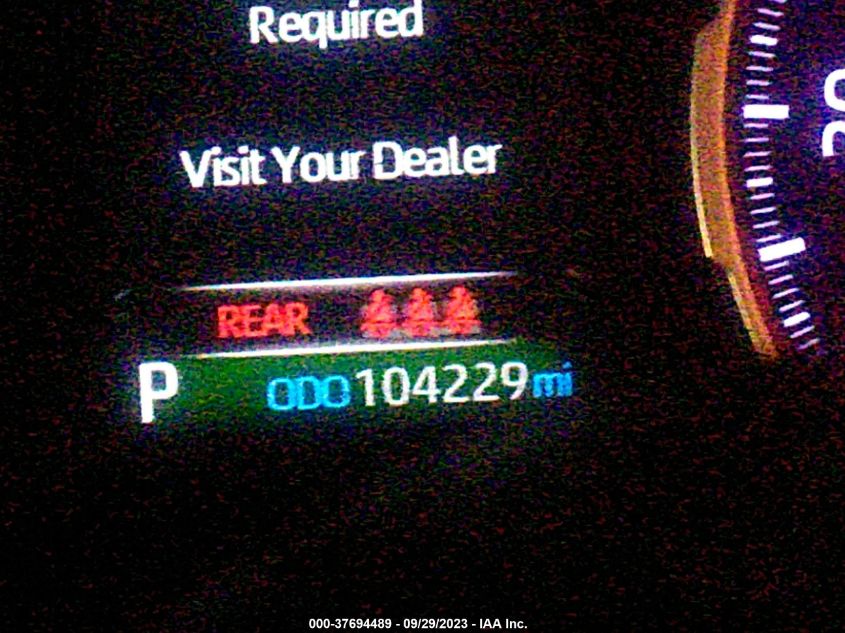 Required
Visit Your Dealer
REAR
P ODO 104229 mi
000-37694489 - 09/29/2023 - IAA Inc.